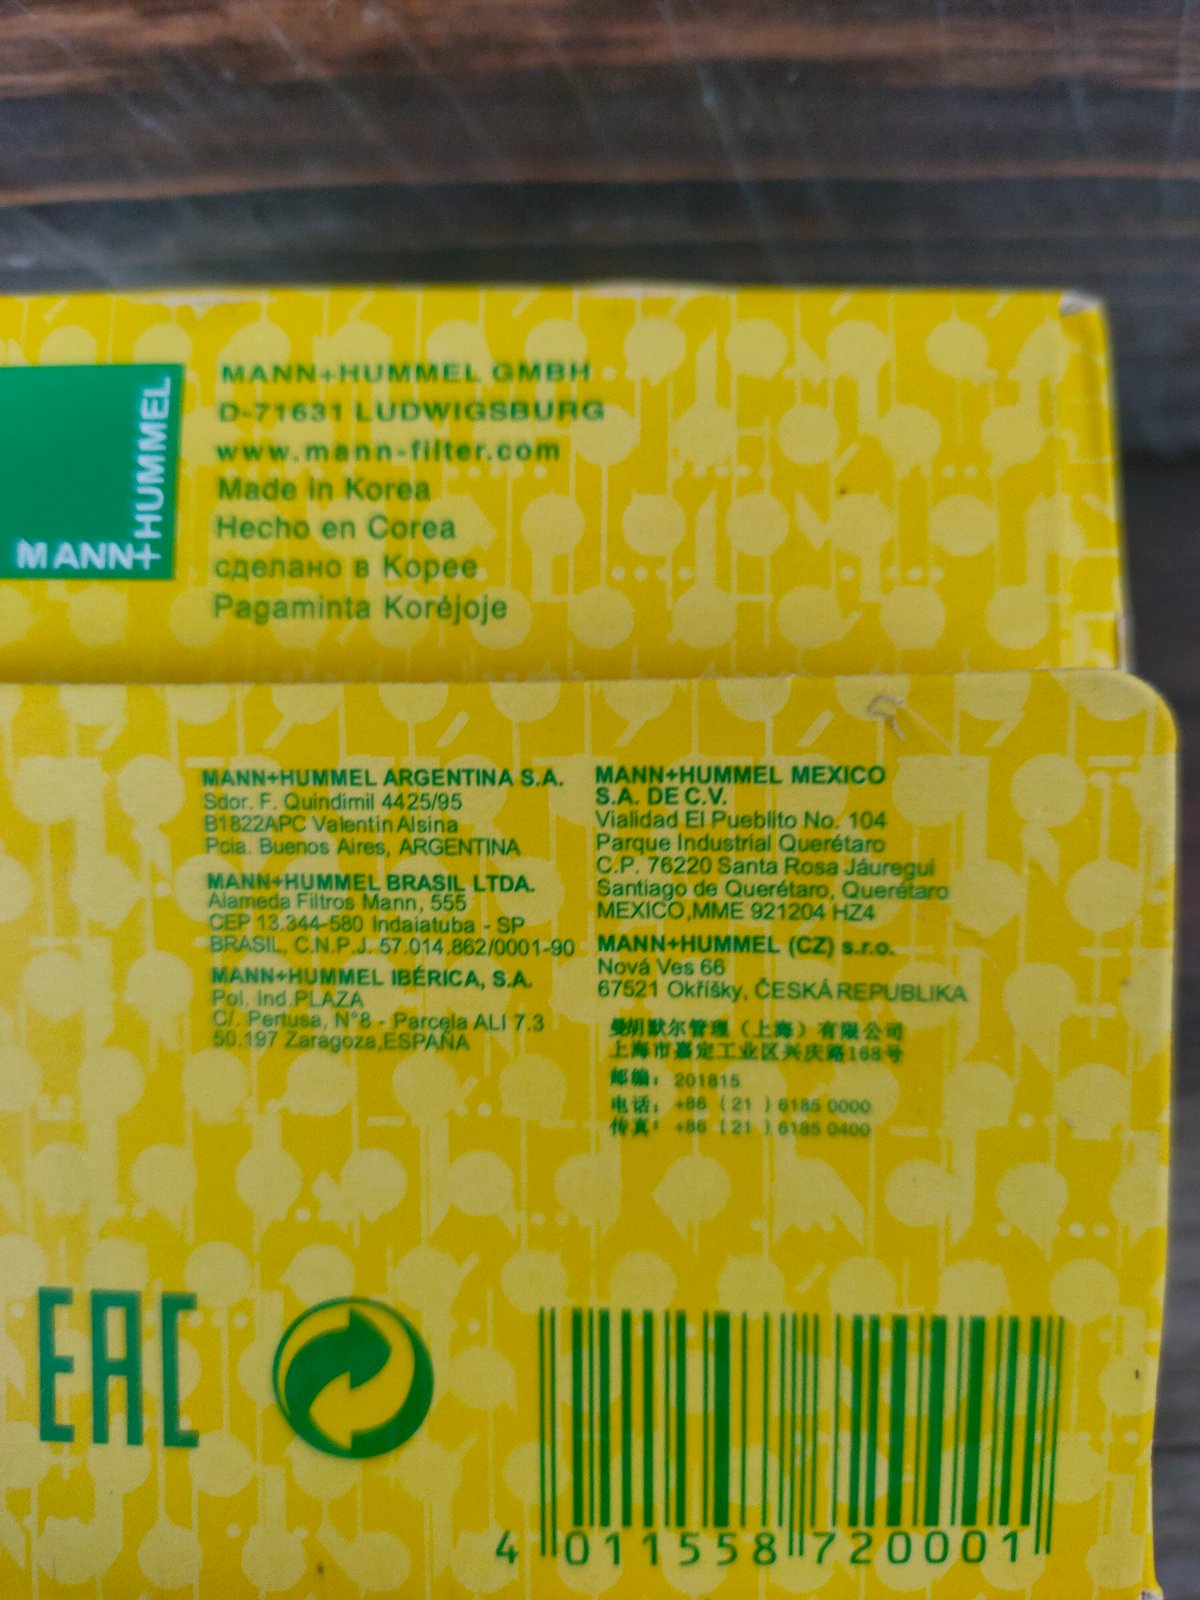 MANN+HUMMEL
MANN+HUMMEL GMBH
D-71631 LUDWIGSBURG
www.mann-filter.com
Made in Korea
Hecho en Corea
сделано в Корее
Pagaminta Korėjoje
MANN+HUMMEL ARGENTINA S.A.
Sdor. F. Quindimil 4425/95
B1822APC Valentin Alsina
Pcia. Buenos Aires, ARGENTINA
MANN+HUMMEL BRASIL LTDA.
Alameda Filtros Mann, 555
CEP 13.344-580 Indaiatuba - SP
BRASIL, C.N.P.J. 57.014.862/0001-90
MANN+HUMMEL IBÉRICA, S.A.
Pol. Ind.PLAZA
C/. Pertusa, N°8 - Parcela ALI 7.3
50.197 Zaragoza,ESPAÑA
MANN+HUMMEL MEXICO
S.A. DE C.V.
Vialidad El Pueblito No. 104
Parque Industrial Querétaro
C.P. 76220 Santa Rosa Jáuregui
Santiago de Querétaro, Querétaro
MEXICO,MME 921204 HZ4
MANN+HUMMEL (CZ) s.r.o.
Nová Ves 66
67521 Okříšky, ČESKÁ REPUBLIKA
曼胡默尔管理（上海）有限公司
上海市嘉定工业区兴庆路168号
邮编：201815
电话：+86 (21) 6185 0000
传真：+86 (21) 6185 0400
EAC
4 011558 720001